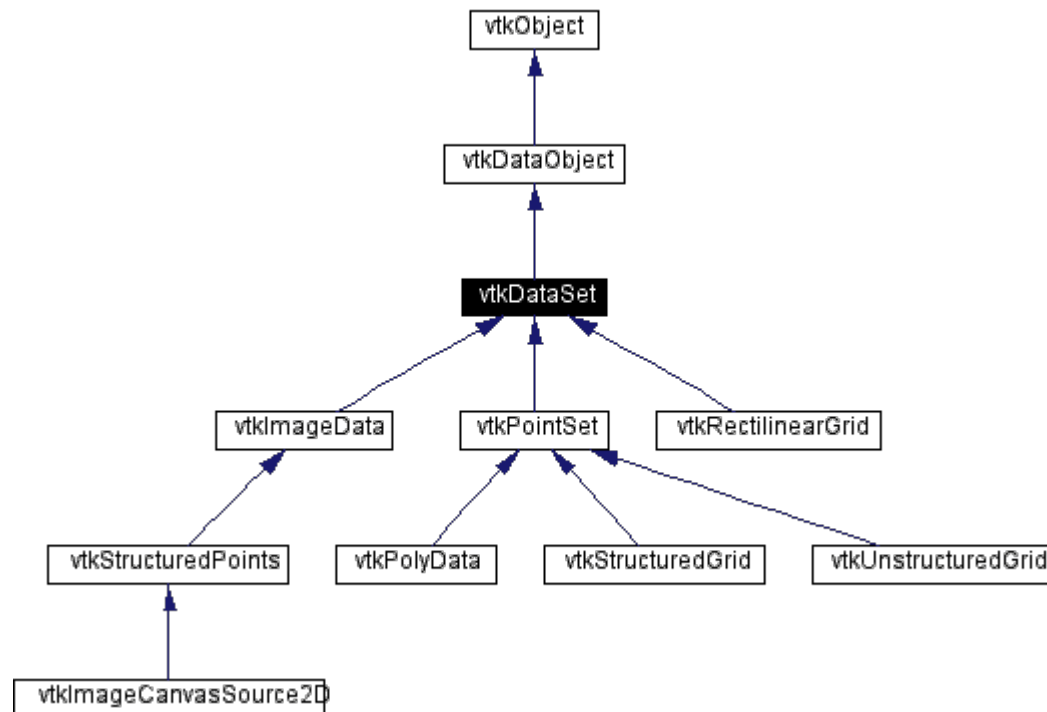 vtkObject
vtkDataObject
vtkDataSet
vtkImageData
vtkPointSet
vtkRectilinearGrid
vtkStructuredPoints
vtkPolyData
vtkStructuredGrid
vtkUnstructuredGrid
vtkImageCanvasSource2D